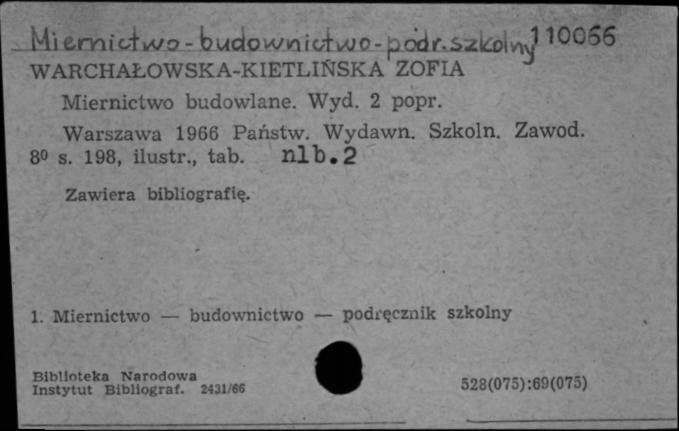 Miernictwo-budownictwo-podr.szkolny 110066
WARCHAŁOWSKA-KIETLIŃSKA ZOFIA
Miernictwo budowlane. Wyd. 2 popr.
Warszawa 1966 Państw. Wydawn. Szkoln. Zawod.
8⁰ s. 198, ilustr., tab. nlb.2
Zawiera bibliografię.
1. Miernictwo — budownictwo — podręcznik szkolny
Biblioteka Narodowa
Instytut Bibliograf. 2431/66 528(075):69(075)